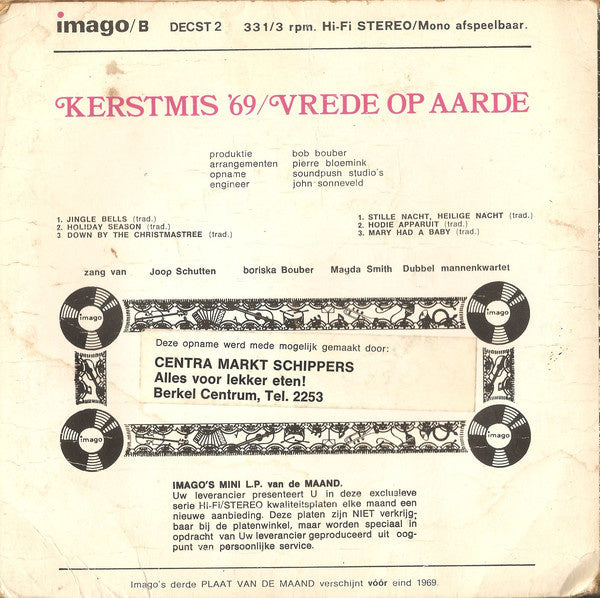 imago/B DECST 2 33 1/3 rpm. Hi-Fi STEREO/Mono afspeelbaar.
KERSTMIS '69/VREDE OP AARDE
produktie bob bouber
arrangementen pierre bloemink
opname soundpush studio's
engineer john sonneveld
1. JINGLE BELLS (trad.)
2. HOLIDAY SEASON (trad.)
3 DOWN BY THE CHRISTMASTREE (trad.)
1. STILLE NACHT, HEILIGE NACHT (trad.)
2. HODIE APPARUIT (trad.)
3. MARY HAD A BABY (trad.)
zang van Joop Schutten boriska Bouber Magda Smith Dubbel mannenkwartet
imago
imago
Deze opname werd mede mogelijk gemaakt door:
CENTRA MARKT SCHIPPERS
Alles voor lekker eten!
Berkel Centrum, Tel. 2253
imago
imago
IMAGO'S MINI L.P. van de MAAND.
Uw leverancier presenteert U in deze exclusieve
serie HI-FI/STEREO kwaliteitsplaten elke maand een
nieuwe aanbieding. Deze platen zijn NIET verkrijg-
baar bij de platenwinkel, maar worden speciaal in
opdracht van Uw leverancier geproduceerd uit oog-
punt van persoonlijke service.
Imago's derde PLAAT VAN DE MAAND verschijnt vóór eind 1969.